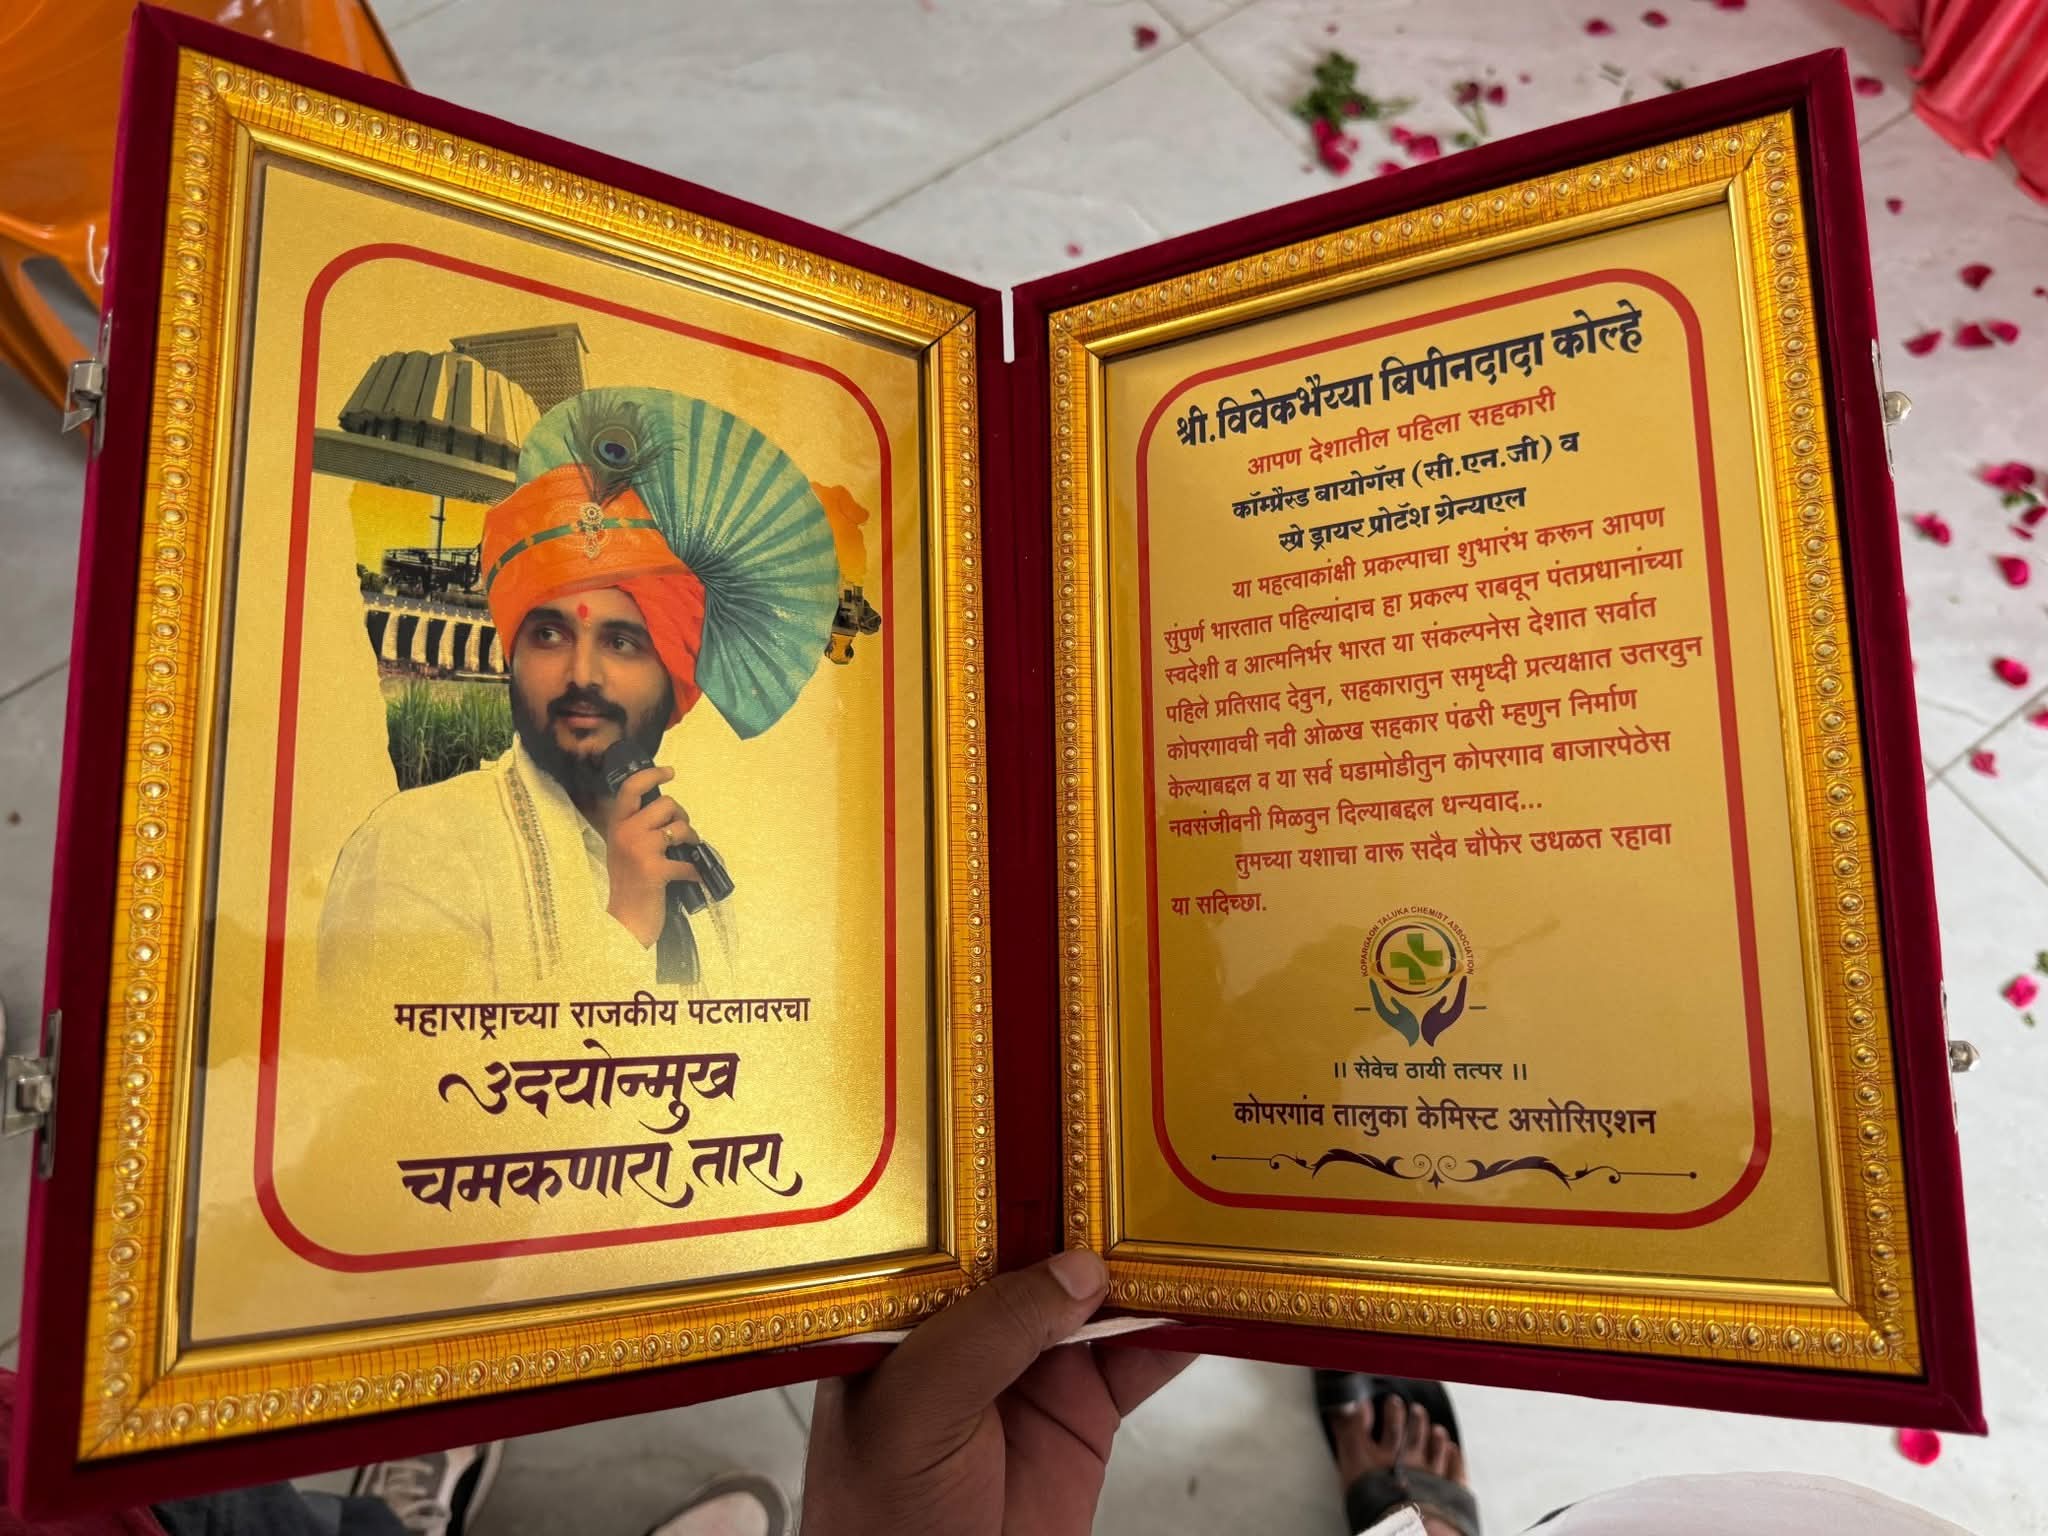 महाराष्ट्राच्या राजकीय पटलावरचा
उदयोन्मुख
चमकणारा तारा
श्री.विवेकभैय्या बिपीनदादा कोल्हे
आपण देशातील पहिला सहकारी
कॉम्प्रैस्ड बायोगॅस (सी.एन.जी) व
स्प्रे ड्रायर प्रोटॅश ग्रेन्यएल
या महत्वाकांक्षी प्रकल्पाचा शुभारंभ करून आपण
सुंपुर्ण भारतात पहिल्यांदाच हा प्रकल्प राबवून पंतप्रधानांच्या
स्वदेशी व आत्मनिर्भर भारत या संकल्पनेस देशात सर्वात
पहिले प्रतिसाद देवुन, सहकारातुन समृध्दी प्रत्यक्षात उतरवुन
कोपरगावची नवी ओळख सहकार पंढरी म्हणुन निर्माण
केल्याबद्दल व या सर्व घडामोडीतुन कोपरगाव बाजारपेठेस
नवसंजीवनी मिळवुन दिल्याबद्दल धन्यवाद...
तुमच्या यशाचा वारू सदैव चौफेर उधळत रहावा
या सदिच्छा.
KOPARGAON TALUKA CHEMIST ASSOCIATION
।। सेवेच ठायी तत्पर ।।
कोपरगांव तालुका केमिस्ट असोसिएशन